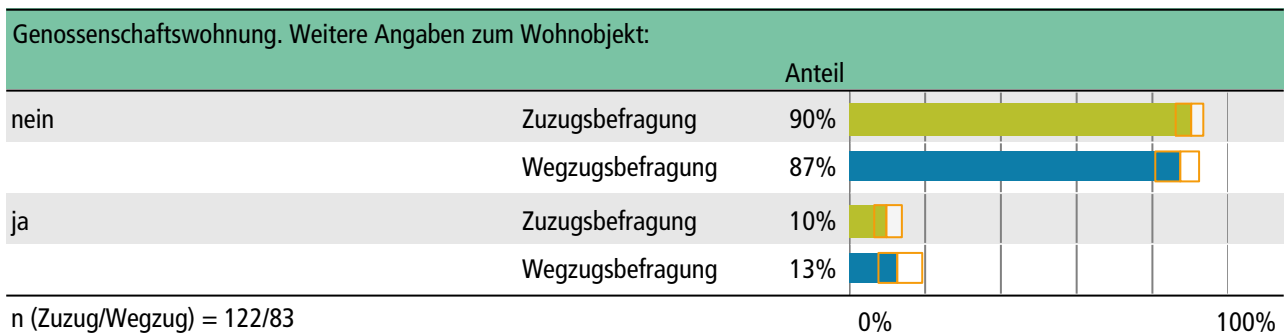 Genossenschaftswohnung. Weitere Angaben zum Wohnobjekt:
Anteil
nein Zuzugsbefragung 90%
Wegzugsbefragung 87%
ja Zuzugsbefragung 10%
Wegzugsbefragung 13%
n (Zuzug/Wegzug) = 122/83 0% 100%